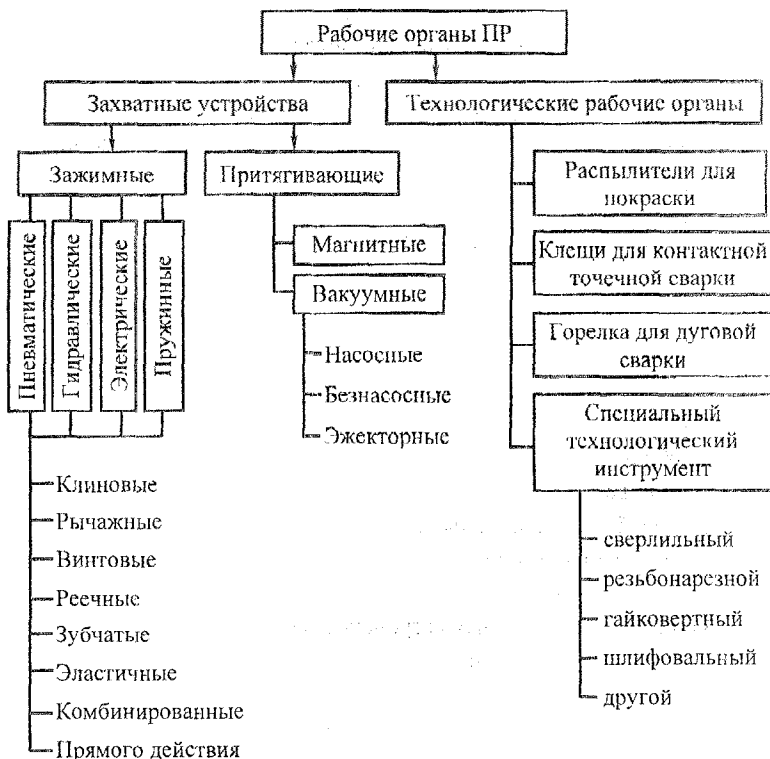 Рабочие органы ПР
Захватные устройства
Технологические рабочие органы
Зажимные
Притягивающие
Пневматические
Гидравлические
Электрические
Пружинные
Магнитные
Вакуумные
Насосные
Безнасосные
Эжекторные
Клиновые
Рычажные
Винтовые
Реечные
Зубчатые
Эластичные
Комбинированные
Прямого действия
Распылители для
покраски
Клещи для контактной
точечной сварки
Горелка для дуговой
сварки
Специальный
технологический
инструмент
сверлильный
резьбонарезной
гайковертный
шлифовальный
другой